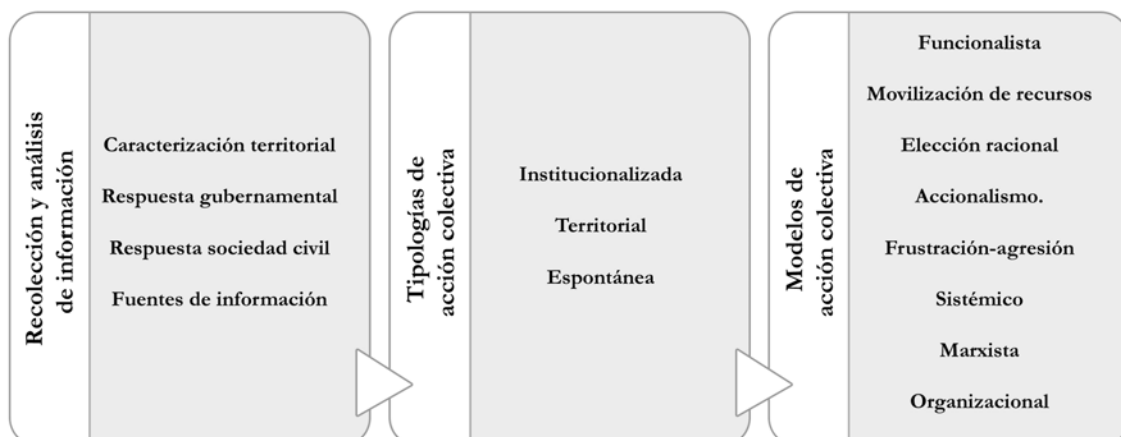 Recolección y análisis
de información
Caracterización territorial
Respuesta gubernamental
Respuesta sociedad civil
Fuentes de información
Tipologías de
acción colectiva
Institucionalizada
Territorial
Espontánea
Modelos de
acción colectiva
Funcionalista
Movilización de recursos
Elección racional
Accionalismo.
Frustración-agresión
Sistémico
Marxista
Organizacional